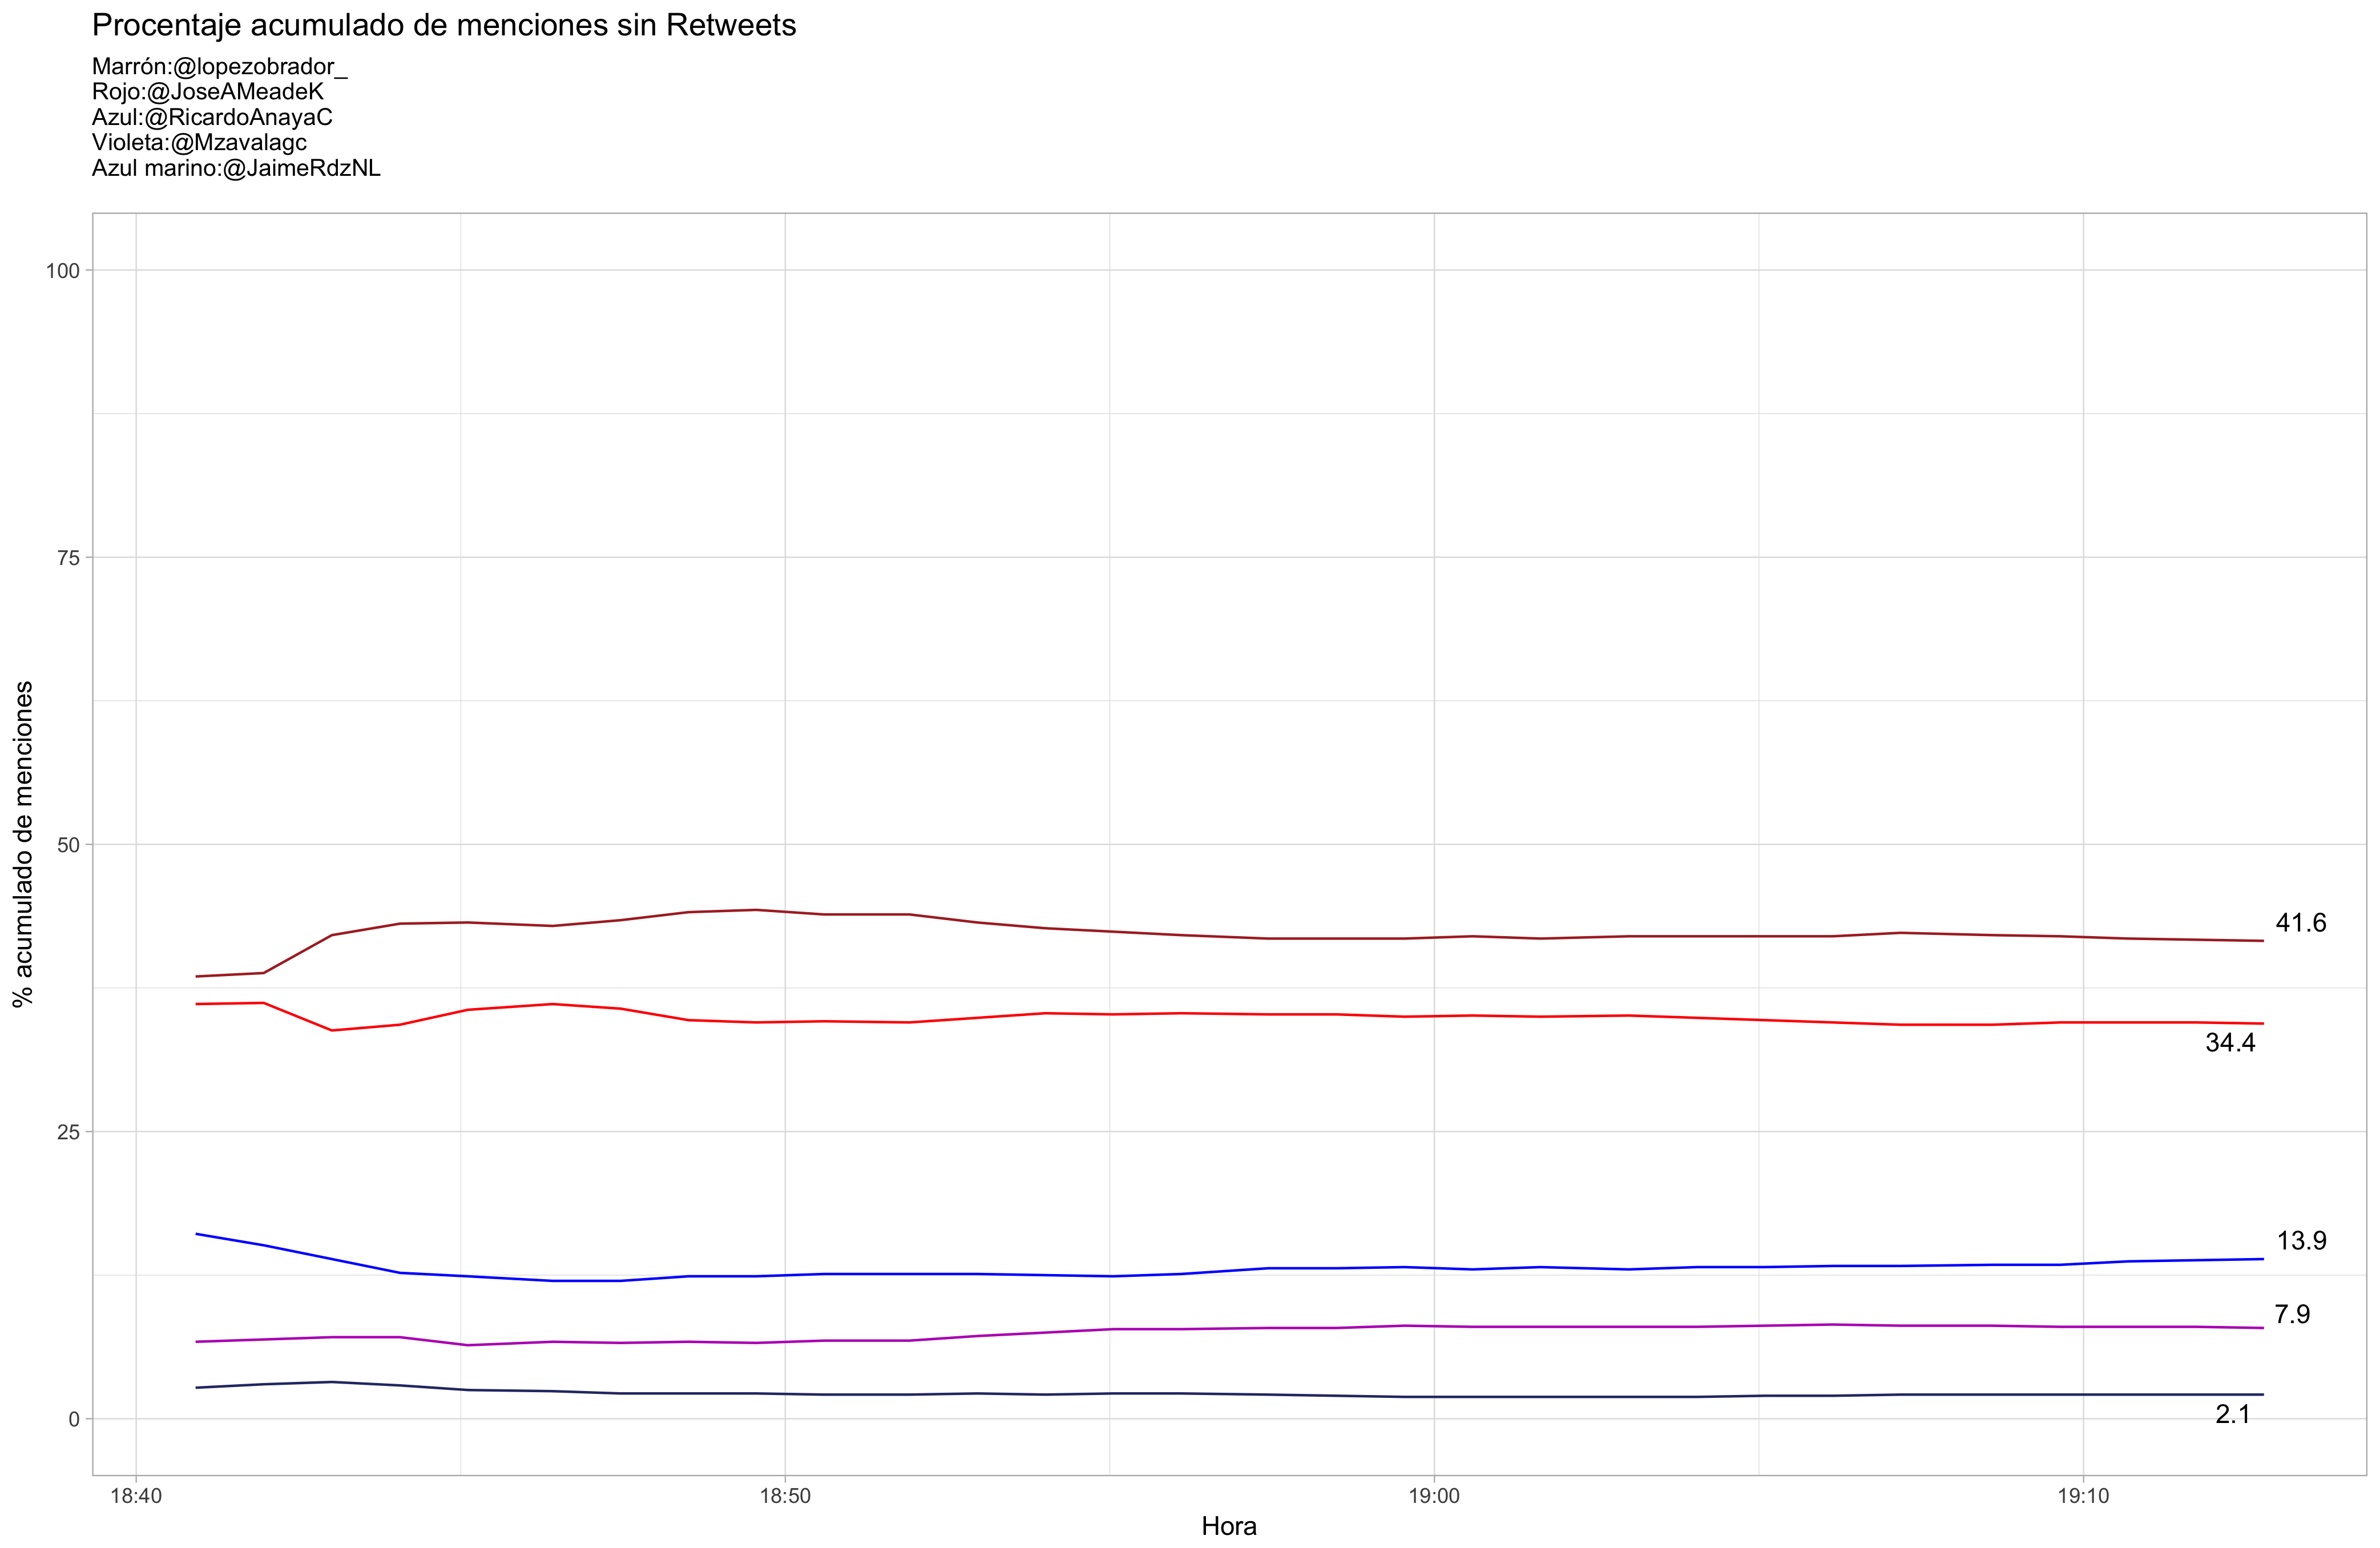 Procentaje acumulado de menciones sin Retweets
Marrón:@lopezobrador_
Rojo:@JoseAMeadeK
Azul:@RicardoAnayaC
Violeta:@Mzavalagc
Azul marino:@JaimeRdzNL
% acumulado de menciones
100
75
50
25
0
41.6
34.4
13.9
7.9
2.1
18:40
18:50
19:00
19:10
Hora